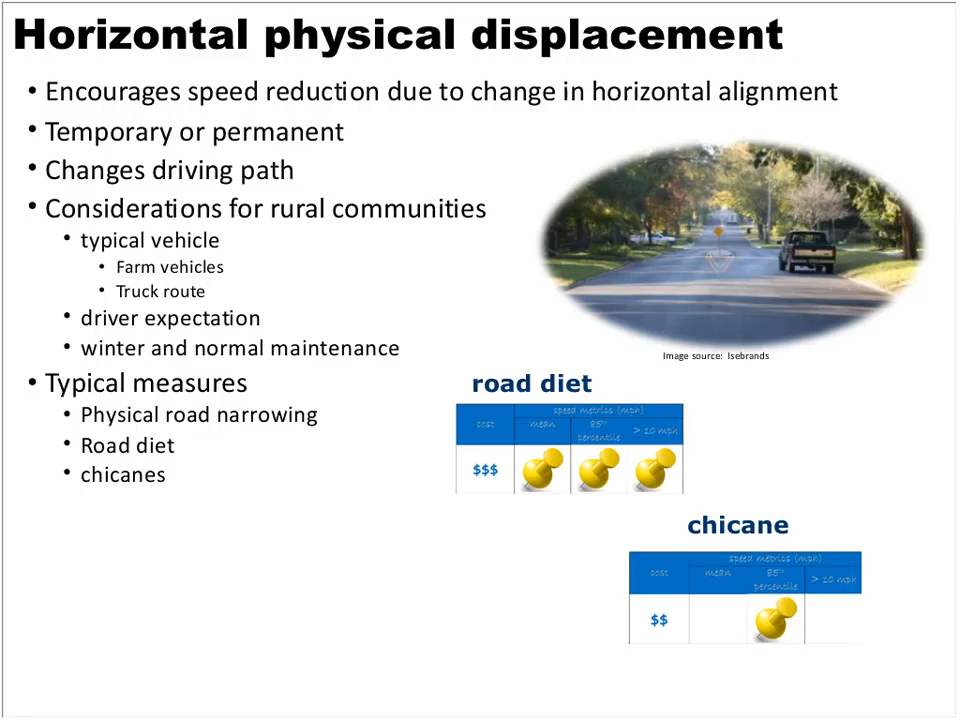 Horizontal physical displacement
• Encourages speed reduction due to change in horizontal alignment
• Temporary or permanent
• Changes driving path
• Considerations for rural communities
• typical vehicle
• Farm vehicles
• Truck route
• driver expectation
• winter and normal maintenance
Image source: Isebrands
• Typical measures
• Physical road narrowing
• Road diet
• chicanes
road diet
speed metrics (mph)
cost mean 85th percentile > 10 mph
$$$
chicane
speed metrics (mph)
cost mean 85th percentile > 10 mph
$$